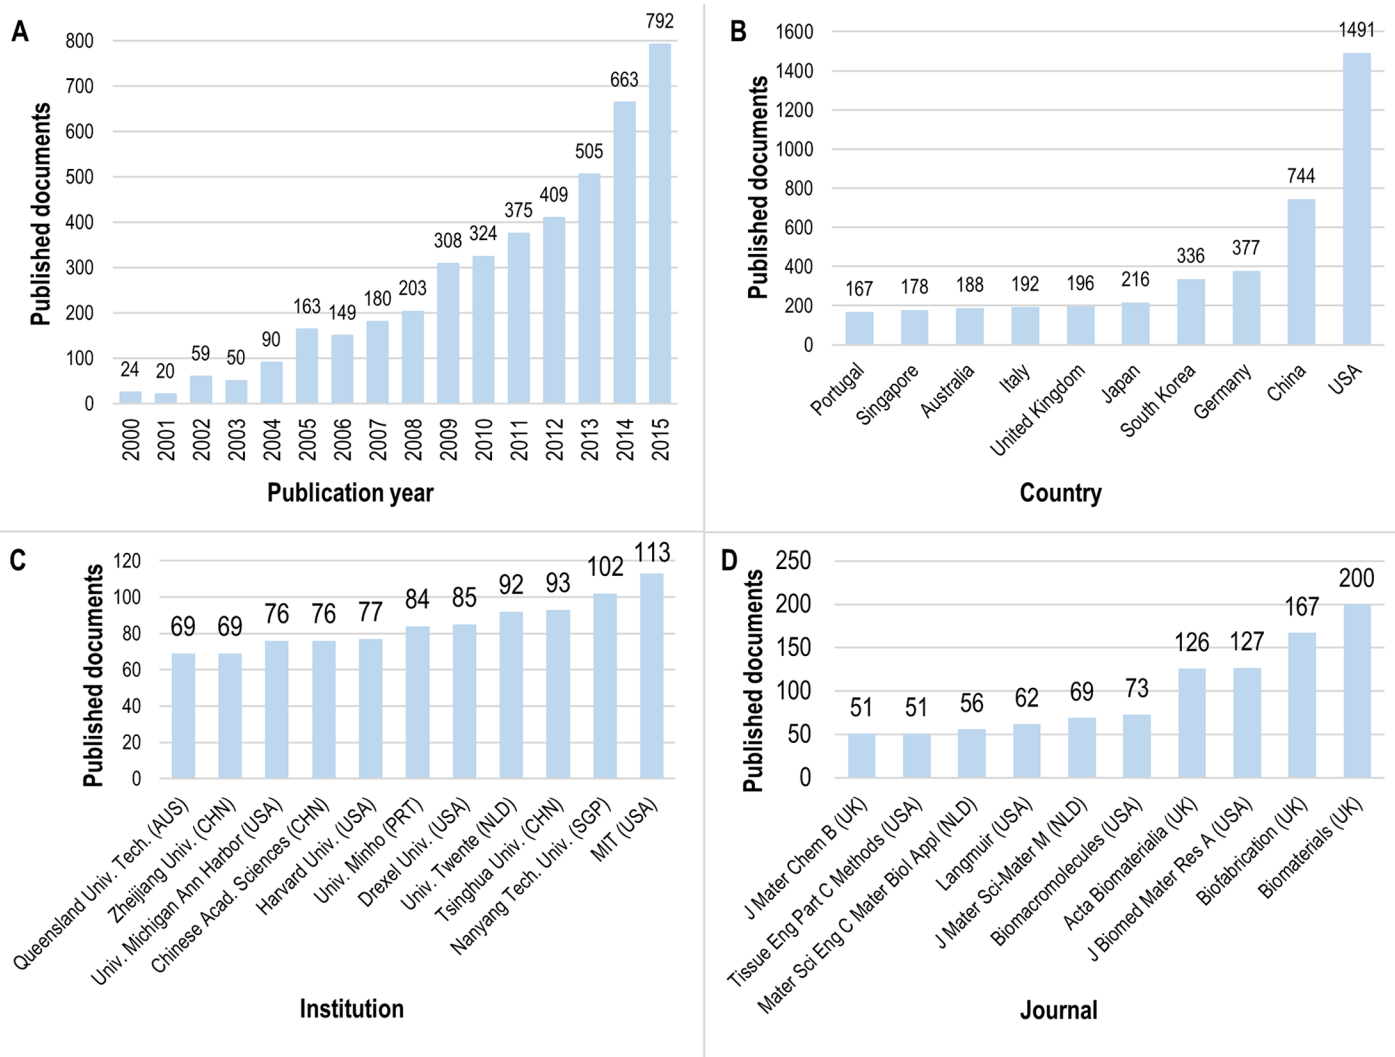 A
Published documents
800
700
600
500
400
300
200
100
0
24
20
59
50
90
163
149
180
203
308
324
375
409
505
663
792
2000
2001
2002
2003
2004
2005
2006
2007
2008
2009
2010
2011
2012
2013
2014
2015
Publication year
B
Published documents
1600
1400
1200
1000
800
600
400
200
0
167
178
188
192
196
216
336
377
744
1491
Portugal
Singapore
Australia
Italy
United Kingdom
Japan
South Korea
Germany
China
USA
Country
C
Published documents
120
100
80
60
40
20
0
69
69
76
76
77
84
85
92
93
102
113
Queensland Univ. Tech. (AUS)
Zheijiang Univ. (CHN)
Univ. Michigan Ann Harbor (USA)
Chinese Acad. Sciences (CHN)
Harvard Univ. (USA)
Univ. Minho (PRT)
Drexel Univ. (USA)
Univ. Twente (NLD)
Tsinghua Univ. (CHN)
Nanyang Tech. Univ. (SGP)
MIT (USA)
Institution
D
Published documents
250
200
150
100
50
0
51
51
56
62
69
73
126
127
167
200
J Mater Chem B (UK)
Tissue Eng Part C Methods (USA)
Mater Sci Eng C Mater Biol Appl (NLD)
Langmuir (USA)
J Mater Sci-Mater M (NLD)
Biomacromolecules (USA)
Acta Biomaterialia (UK)
J Biomed Mater Res A (USA)
Biofabrication (UK)
Biomaterials (UK)
Journal